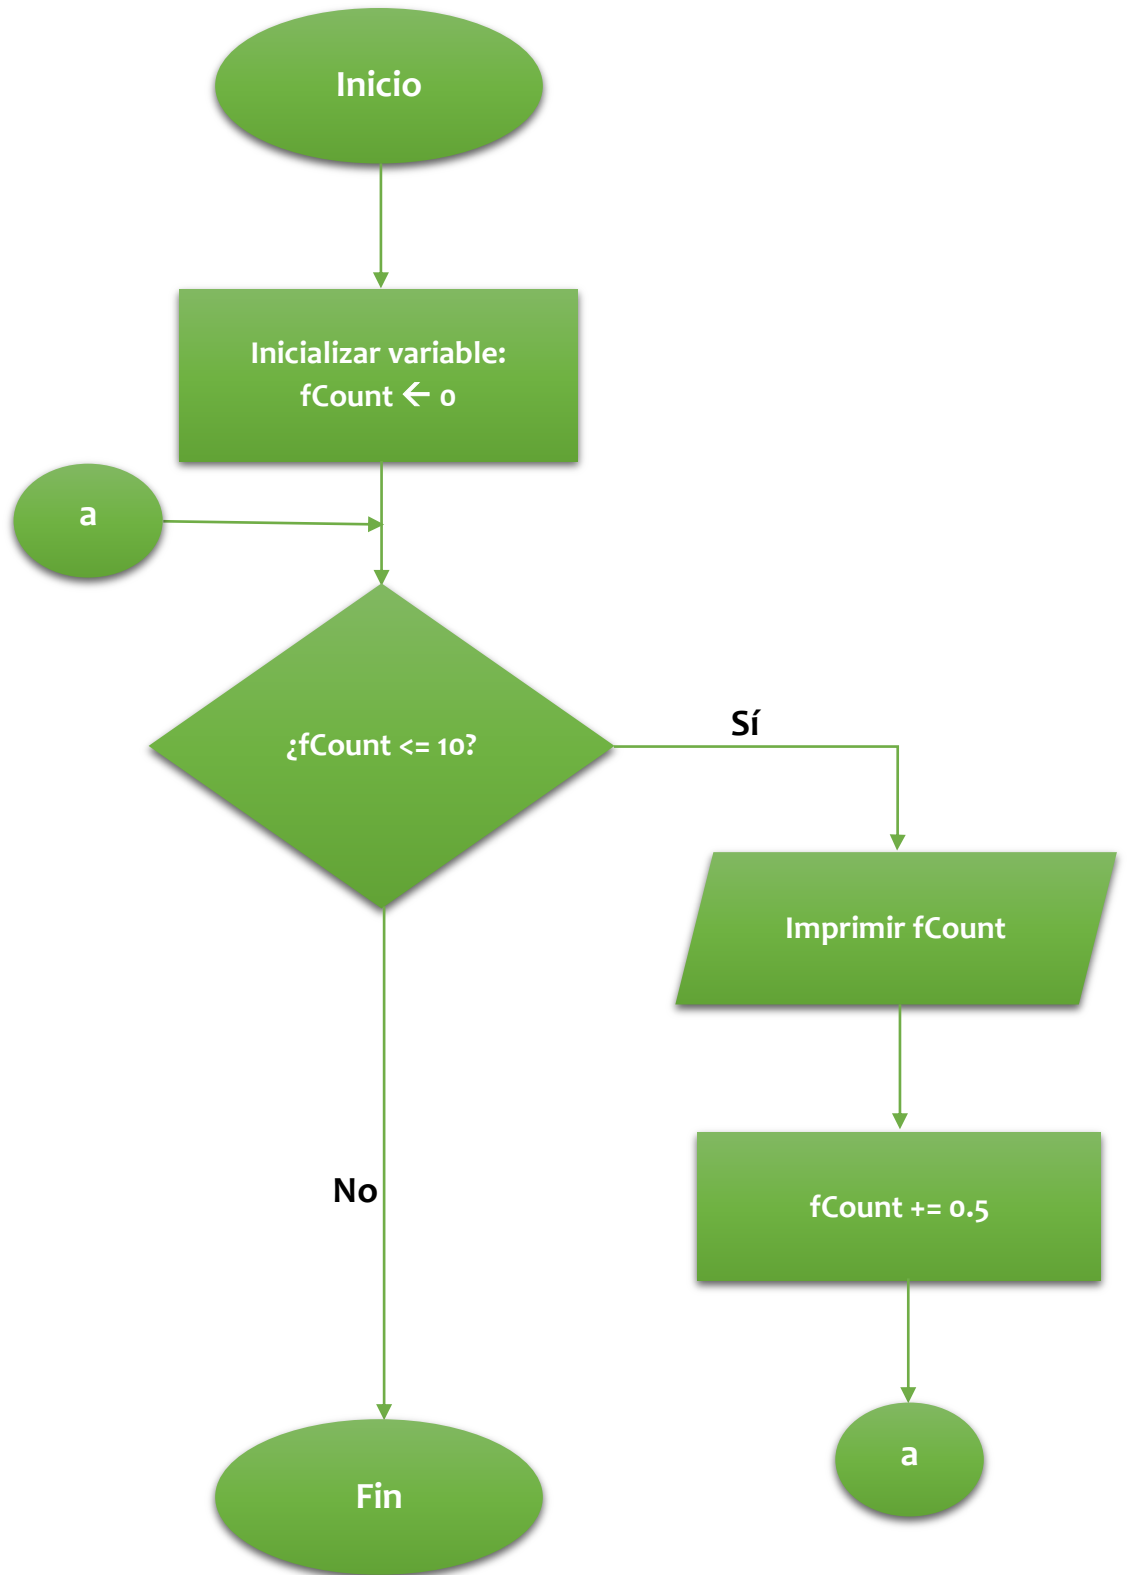 Inicio
Inicializar variable:
fCount ← 0
a
¿fCount <= 10?
Sí
Imprimir fCount
No
fCount += 0.5
a
Fin